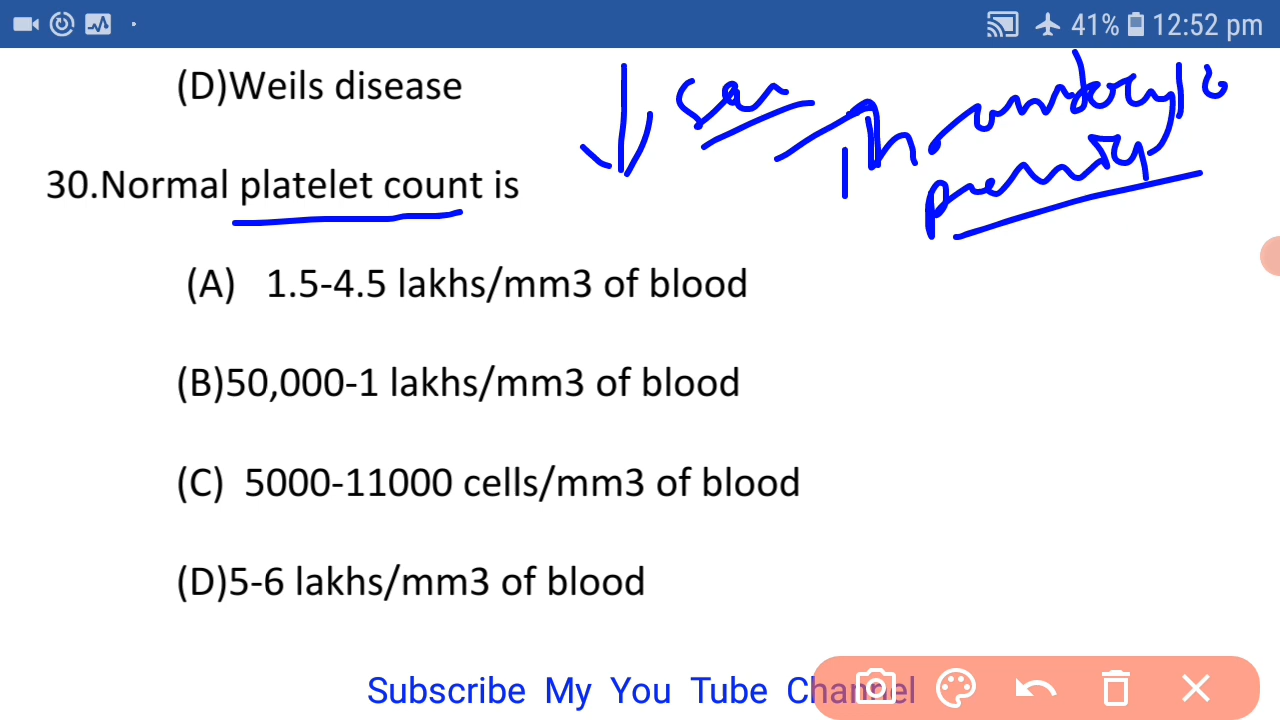 41% 12:52 pm
(D)Weils disease
30.Normal platelet count is
(A) 1.5-4.5 lakhs/mm3 of blood
(B)50,000-1 lakhs/mm3 of blood
(C) 5000-11000 cells/mm3 of blood
(D)5-6 lakhs/mm3 of blood
Subscribe My You Tube Channel